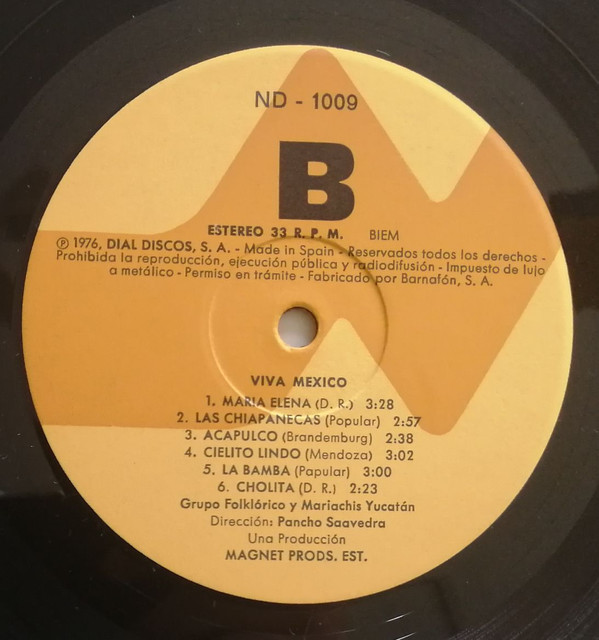 ND - 1009
B
ESTEREO 33 R. P. M. BIEM
Ⓟ 1976, DIAL DISCOS, S. A. - Made in Spain - Reservados todos los derechos -
Prohibida la reproducción, ejecución pública y radiodifusión - Impuesto de lujo
a metálico - Permiso en trámite - Fabricado por Barnafón, S. A.
VIVA MEXICO
1. MARIA ELENA (D. R.) 3:28
2. LAS CHIAPANECAS (Popular) 2:57
3. ACAPULCO (Brandemburg) 2:38
4. CIELITO LINDO (Mendoza) 3:02
5. LA BAMBA (Papular) 3:00
6. CHOLITA (D. R.) 2:23
Grupo Folklórico y Mariachis Yucatán
Dirección: Pancho Saavedra
Una Producción
MAGNET PRODS. EST.